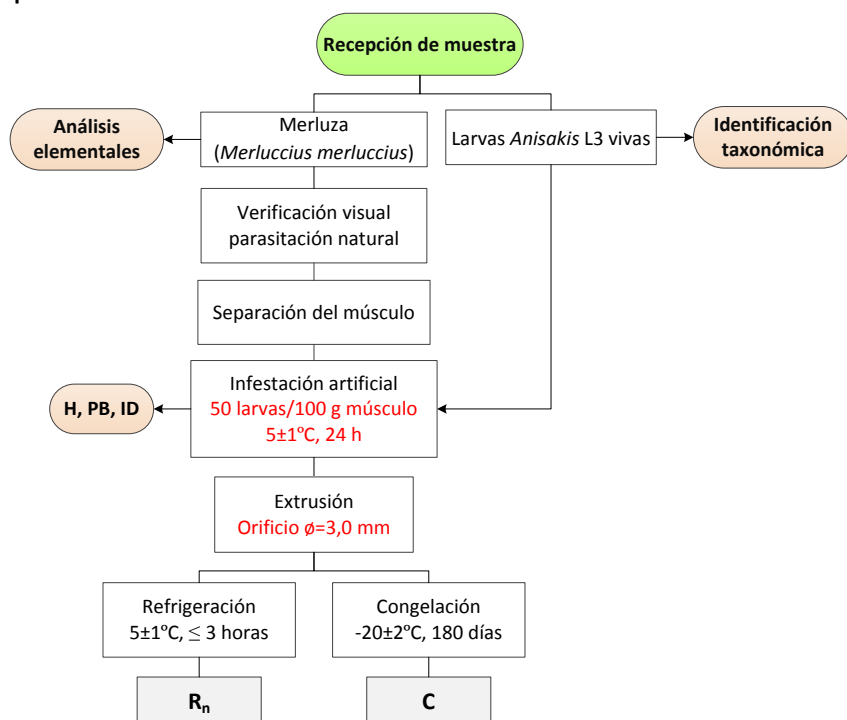 Recepción de muestra
Análisis
elementales
Merluza
(Merluccius merluccius)
Larvas Anisakis L3 vivas
Identificación
taxonómica
Verificación visual
parasitación natural
Separación del músculo
Infestación artificial
50 larvas/100 g músculo
5±1ºC, 24 h
H, PB, ID
Extrusión
Orificio ø=3,0 mm
Refrigeración
5±1ºC, ≤ 3 horas
Congelación
-20±2ºC, 180 días
Rₙ
C